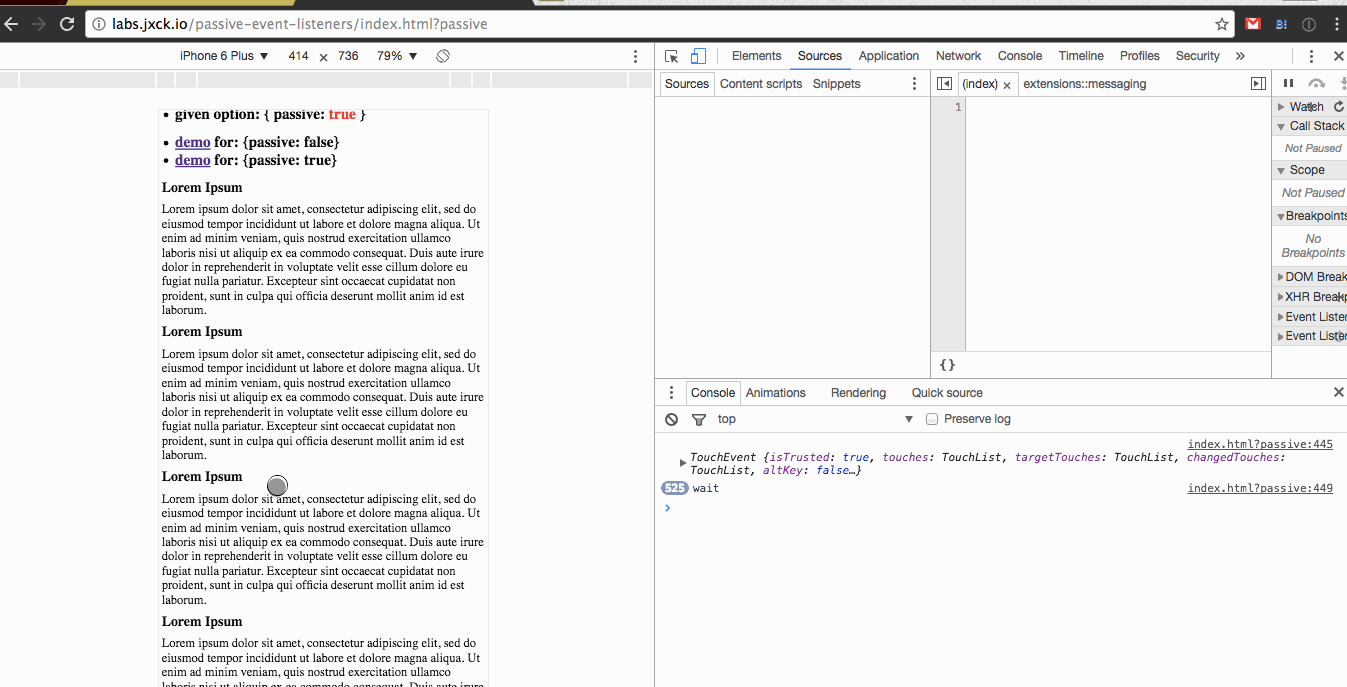 labs.jxck.io/passive-event-listeners/index.html?passive
iPhone 6 Plus ▼ 414 × 736 79% ▼
Elements Sources Application Network Console Timeline Profiles Security »
Sources Content scripts Snippets
(index) × extensions::messaging
1
{}
Watch
Call Stack
Not Paused
Scope
Not Paused
Breakpoints
No
Breakpoints
DOM Break
XHR Break
Event Liste
Event Liste
• given option: { passive: true }
• demo for: {passive: false}
• demo for: {passive: true}
Lorem Ipsum
Lorem ipsum dolor sit amet, consectetur adipiscing elit, sed do
eiusmod tempor incididunt ut labore et dolore magna aliqua. Ut
enim ad minim veniam, quis nostrud exercitation ullamco
laboris nisi ut aliquip ex ea commodo consequat. Duis aute irure
dolor in reprehenderit in voluptate velit esse cillum dolore eu
fugiat nulla pariatur. Excepteur sint occaecat cupidatat non
proident, sunt in culpa qui officia deserunt mollit anim id est
laborum.
Lorem Ipsum
Lorem ipsum dolor sit amet, consectetur adipiscing elit, sed do
eiusmod tempor incididunt ut labore et dolore magna aliqua. Ut
enim ad minim veniam, quis nostrud exercitation ullamco
laboris nisi ut aliquip ex ea commodo consequat. Duis aute irure
dolor in reprehenderit in voluptate velit esse cillum dolore eu
fugiat nulla pariatur. Excepteur sint occaecat cupidatat non
proident, sunt in culpa qui officia deserunt mollit anim id est
laborum.
Lorem Ipsum
Lorem ipsum dolor sit amet, consectetur adipiscing elit, sed do
eiusmod tempor incididunt ut labore et dolore magna aliqua. Ut
enim ad minim veniam, quis nostrud exercitation ullamco
laboris nisi ut aliquip ex ea commodo consequat. Duis aute irure
dolor in reprehenderit in voluptate velit esse cillum dolore eu
fugiat nulla pariatur. Excepteur sint occaecat cupidatat non
proident, sunt in culpa qui officia deserunt mollit anim id est
laborum.
Lorem Ipsum
Lorem ipsum dolor sit amet, consectetur adipiscing elit, sed do
eiusmod tempor incididunt ut labore et dolore magna aliqua. Ut
enim ad minim veniam, quis nostrud exercitation ullamco
laboris nisi ut aliquip ex ea commodo consequat. Duis aute irure
Console Animations Rendering Quick source
top ▼ Preserve log
index.html?passive:445
TouchEvent {isTrusted: true, touches: TouchList, targetTouches: TouchList, changedTouches:
TouchList, altKey: false…}
525 wait index.html?passive:449